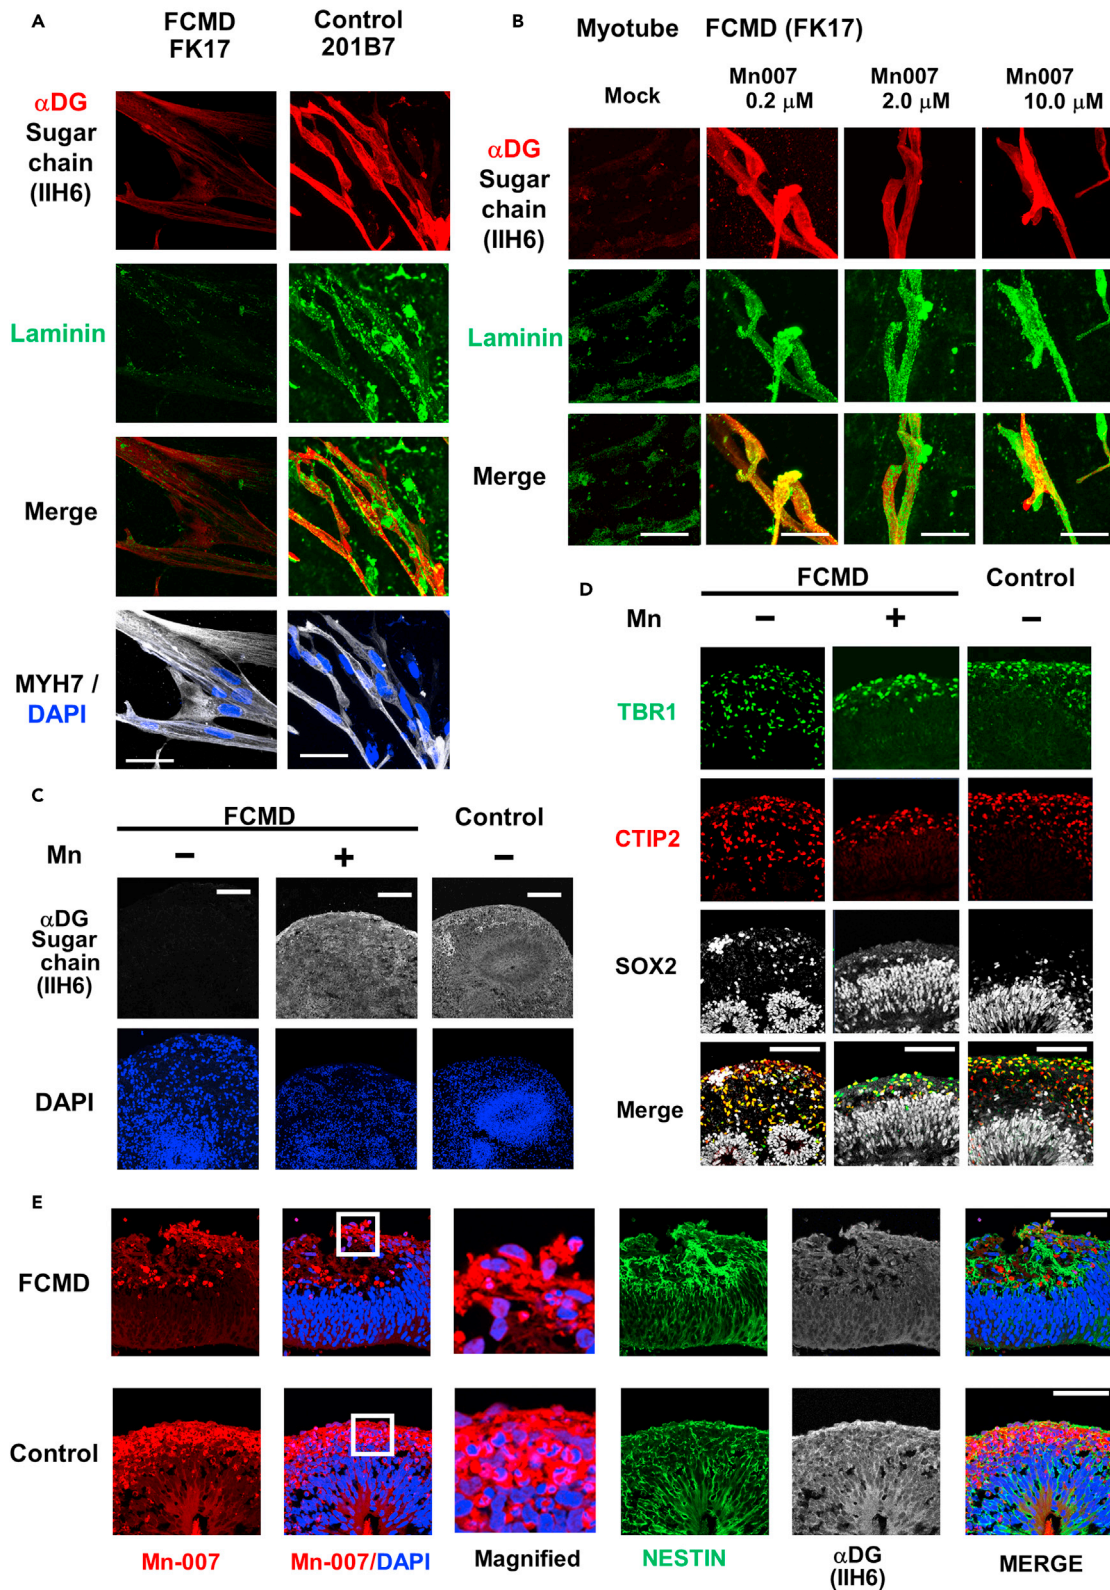 A
FCMD
FK17
Control
201B7
αDG
Sugar
chain
(IIH6)
Laminin
Merge
MYH7 /
DAPI
B
Myotube
FCMD (FK17)
Mock
Mn007
0.2 μM
Mn007
2.0 μM
Mn007
10.0 μM
αDG
Sugar
chain
(IIH6)
Laminin
Merge
C
FCMD
Control
Mn
−
+
−
αDG
Sugar
chain
(IIH6)
DAPI
D
FCMD
Control
Mn
−
+
−
TBR1
CTIP2
SOX2
Merge
E
FCMD
Control
Mn-007
Mn-007/DAPI
Magnified
NESTIN
αDG
(IIH6)
MERGE